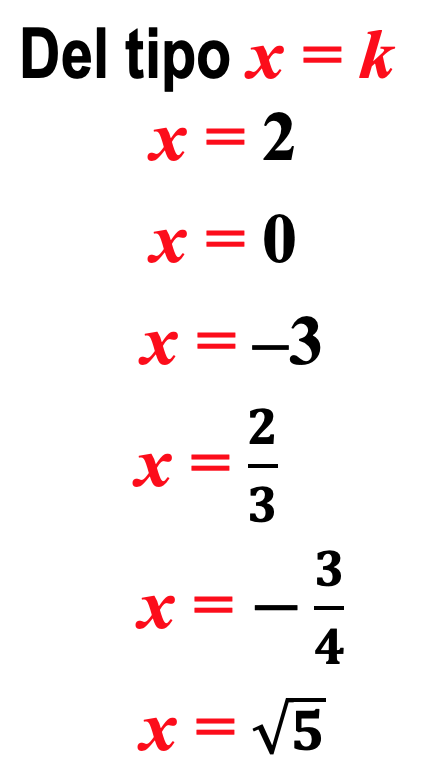 Del tipo x = k
x = 2
x = 0
x = –3
x = 2/3
x = – 3/4
x = √5